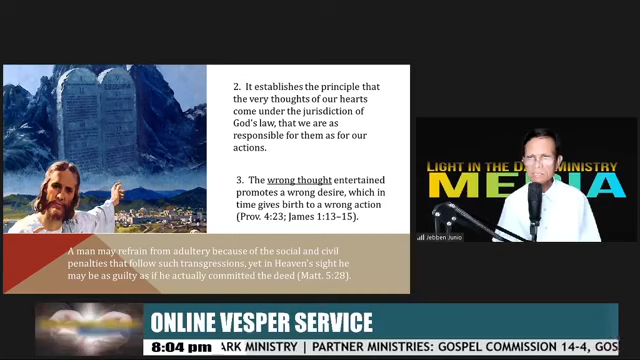 2. It establishes the principle that
the very thoughts of our hearts
come under the jurisdiction of
God's law, that we are as
responsible for them as for our
actions.
3. The wrong thought entertained
promotes a wrong desire, which in
time gives birth to a wrong action
(Prov. 4:23; James 1:13–15).
A man may refrain from adultery because of the social and civil
penalties that follow such transgressions, yet in Heaven's sight he
may be as guilty as if he actually committed the deed (Matt. 5:28).
LIGHT IN THE DA MINISTRY
ME IA
Jebben Junio
ONLINE VESPER SERVICE
8:04 pm ARK MINISTRY | PARTNER MINISTRIES: GOSPEL COMMISSION 14-4, GOS